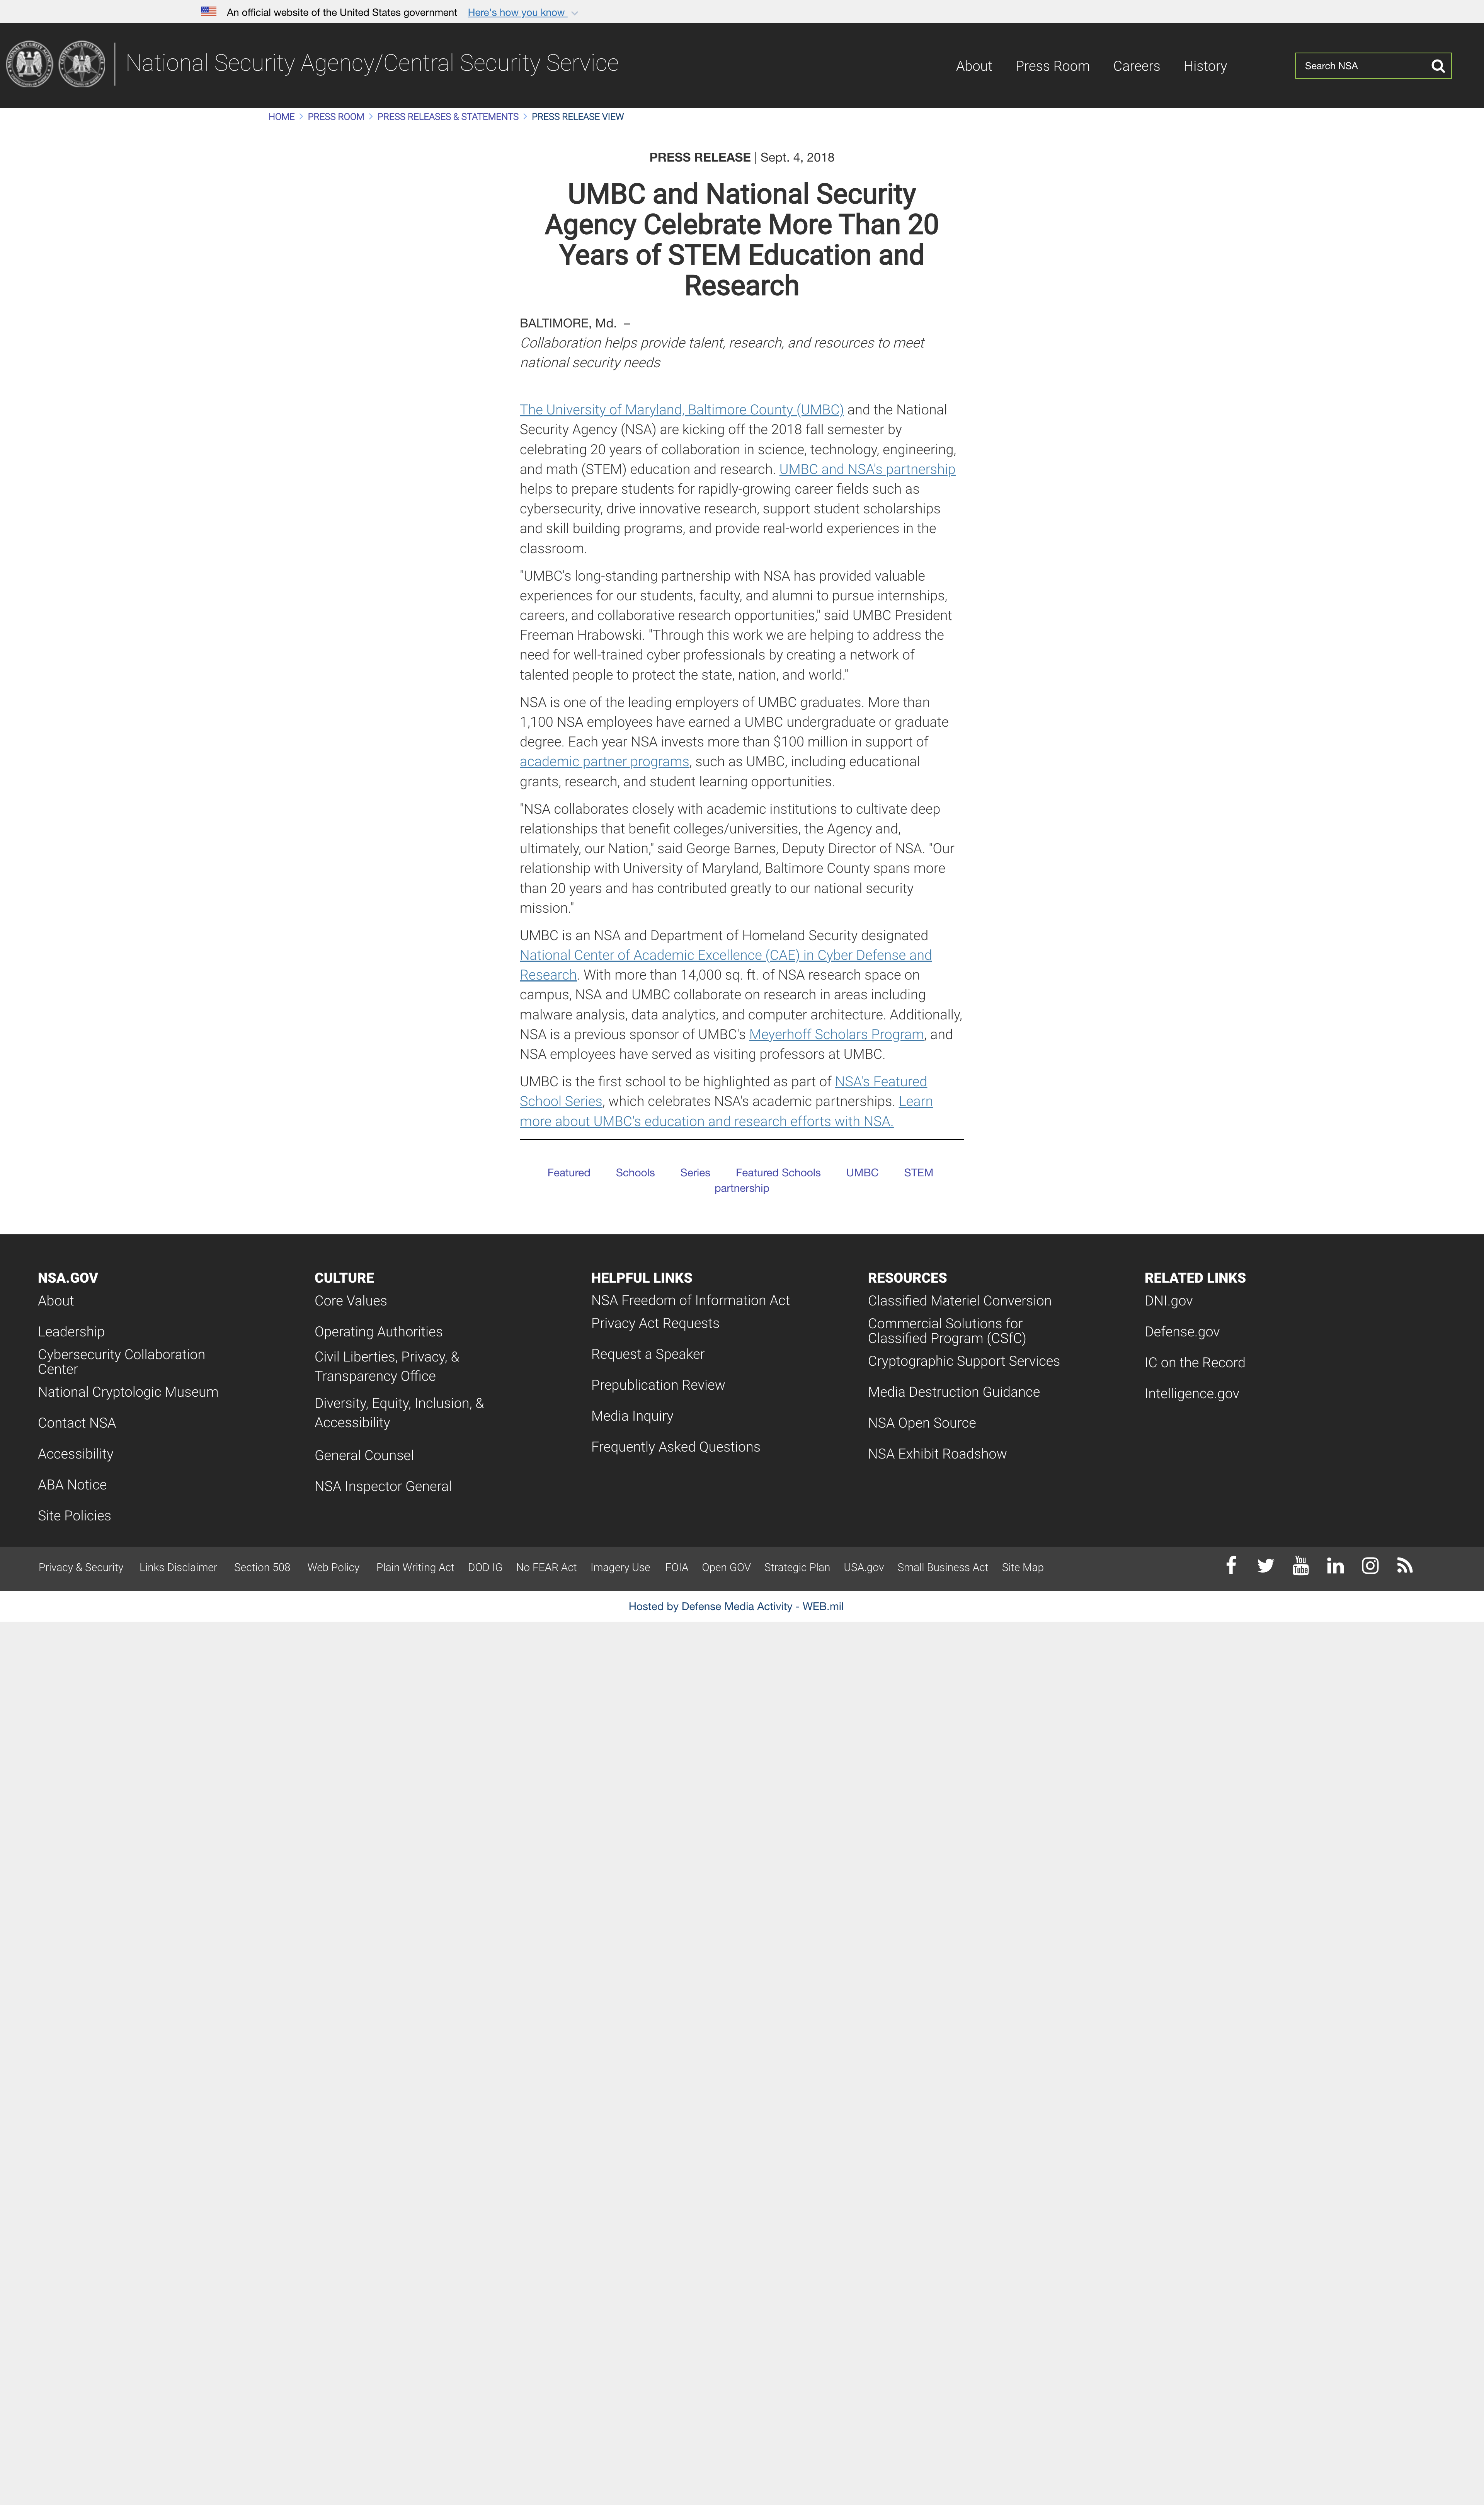 An official website of the United States government Here's how you know
National Security Agency/Central Security Service
About Press Room Careers History
Search NSA
HOME > PRESS ROOM > PRESS RELEASES & STATEMENTS > PRESS RELEASE VIEW
PRESS RELEASE | Sept. 4, 2018
UMBC and National Security
Agency Celebrate More Than 20
Years of STEM Education and
Research
BALTIMORE, Md. –
Collaboration helps provide talent, research, and resources to meet
national security needs
The University of Maryland, Baltimore County (UMBC) and the National
Security Agency (NSA) are kicking off the 2018 fall semester by
celebrating 20 years of collaboration in science, technology, engineering,
and math (STEM) education and research. UMBC and NSA's partnership
helps to prepare students for rapidly-growing career fields such as
cybersecurity, drive innovative research, support student scholarships
and skill building programs, and provide real-world experiences in the
classroom.
"UMBC's long-standing partnership with NSA has provided valuable
experiences for our students, faculty, and alumni to pursue internships,
careers, and collaborative research opportunities," said UMBC President
Freeman Hrabowski. "Through this work we are helping to address the
need for well-trained cyber professionals by creating a network of
talented people to protect the state, nation, and world."
NSA is one of the leading employers of UMBC graduates. More than
1,100 NSA employees have earned a UMBC undergraduate or graduate
degree. Each year NSA invests more than $100 million in support of
academic partner programs, such as UMBC, including educational
grants, research, and student learning opportunities.
"NSA collaborates closely with academic institutions to cultivate deep
relationships that benefit colleges/universities, the Agency and,
ultimately, our Nation," said George Barnes, Deputy Director of NSA. "Our
relationship with University of Maryland, Baltimore County spans more
than 20 years and has contributed greatly to our national security
mission."
UMBC is an NSA and Department of Homeland Security designated
National Center of Academic Excellence (CAE) in Cyber Defense and
Research. With more than 14,000 sq. ft. of NSA research space on
campus, NSA and UMBC collaborate on research in areas including
malware analysis, data analytics, and computer architecture. Additionally,
NSA is a previous sponsor of UMBC's Meyerhoff Scholars Program, and
NSA employees have served as visiting professors at UMBC.
UMBC is the first school to be highlighted as part of NSA's Featured
School Series, which celebrates NSA's academic partnerships. Learn
more about UMBC's education and research efforts with NSA.
Featured Schools Series Featured Schools UMBC STEM
partnership
NSA.GOV
About
Leadership
Cybersecurity Collaboration
Center
National Cryptologic Museum
Contact NSA
Accessibility
ABA Notice
Site Policies
CULTURE
Core Values
Operating Authorities
Civil Liberties, Privacy, &
Transparency Office
Diversity, Equity, Inclusion, &
Accessibility
General Counsel
NSA Inspector General
HELPFUL LINKS
NSA Freedom of Information Act
Privacy Act Requests
Request a Speaker
Prepublication Review
Media Inquiry
Frequently Asked Questions
RESOURCES
Classified Materiel Conversion
Commercial Solutions for
Classified Program (CSfC)
Cryptographic Support Services
Media Destruction Guidance
NSA Open Source
NSA Exhibit Roadshow
RELATED LINKS
DNI.gov
Defense.gov
IC on the Record
Intelligence.gov
Privacy & Security Links Disclaimer Section 508 Web Policy Plain Writing Act DOD IG No FEAR Act Imagery Use FOIA Open GOV Strategic Plan USA.gov Small Business Act Site Map
You
Tube
in
Hosted by Defense Media Activity - WEB.mil